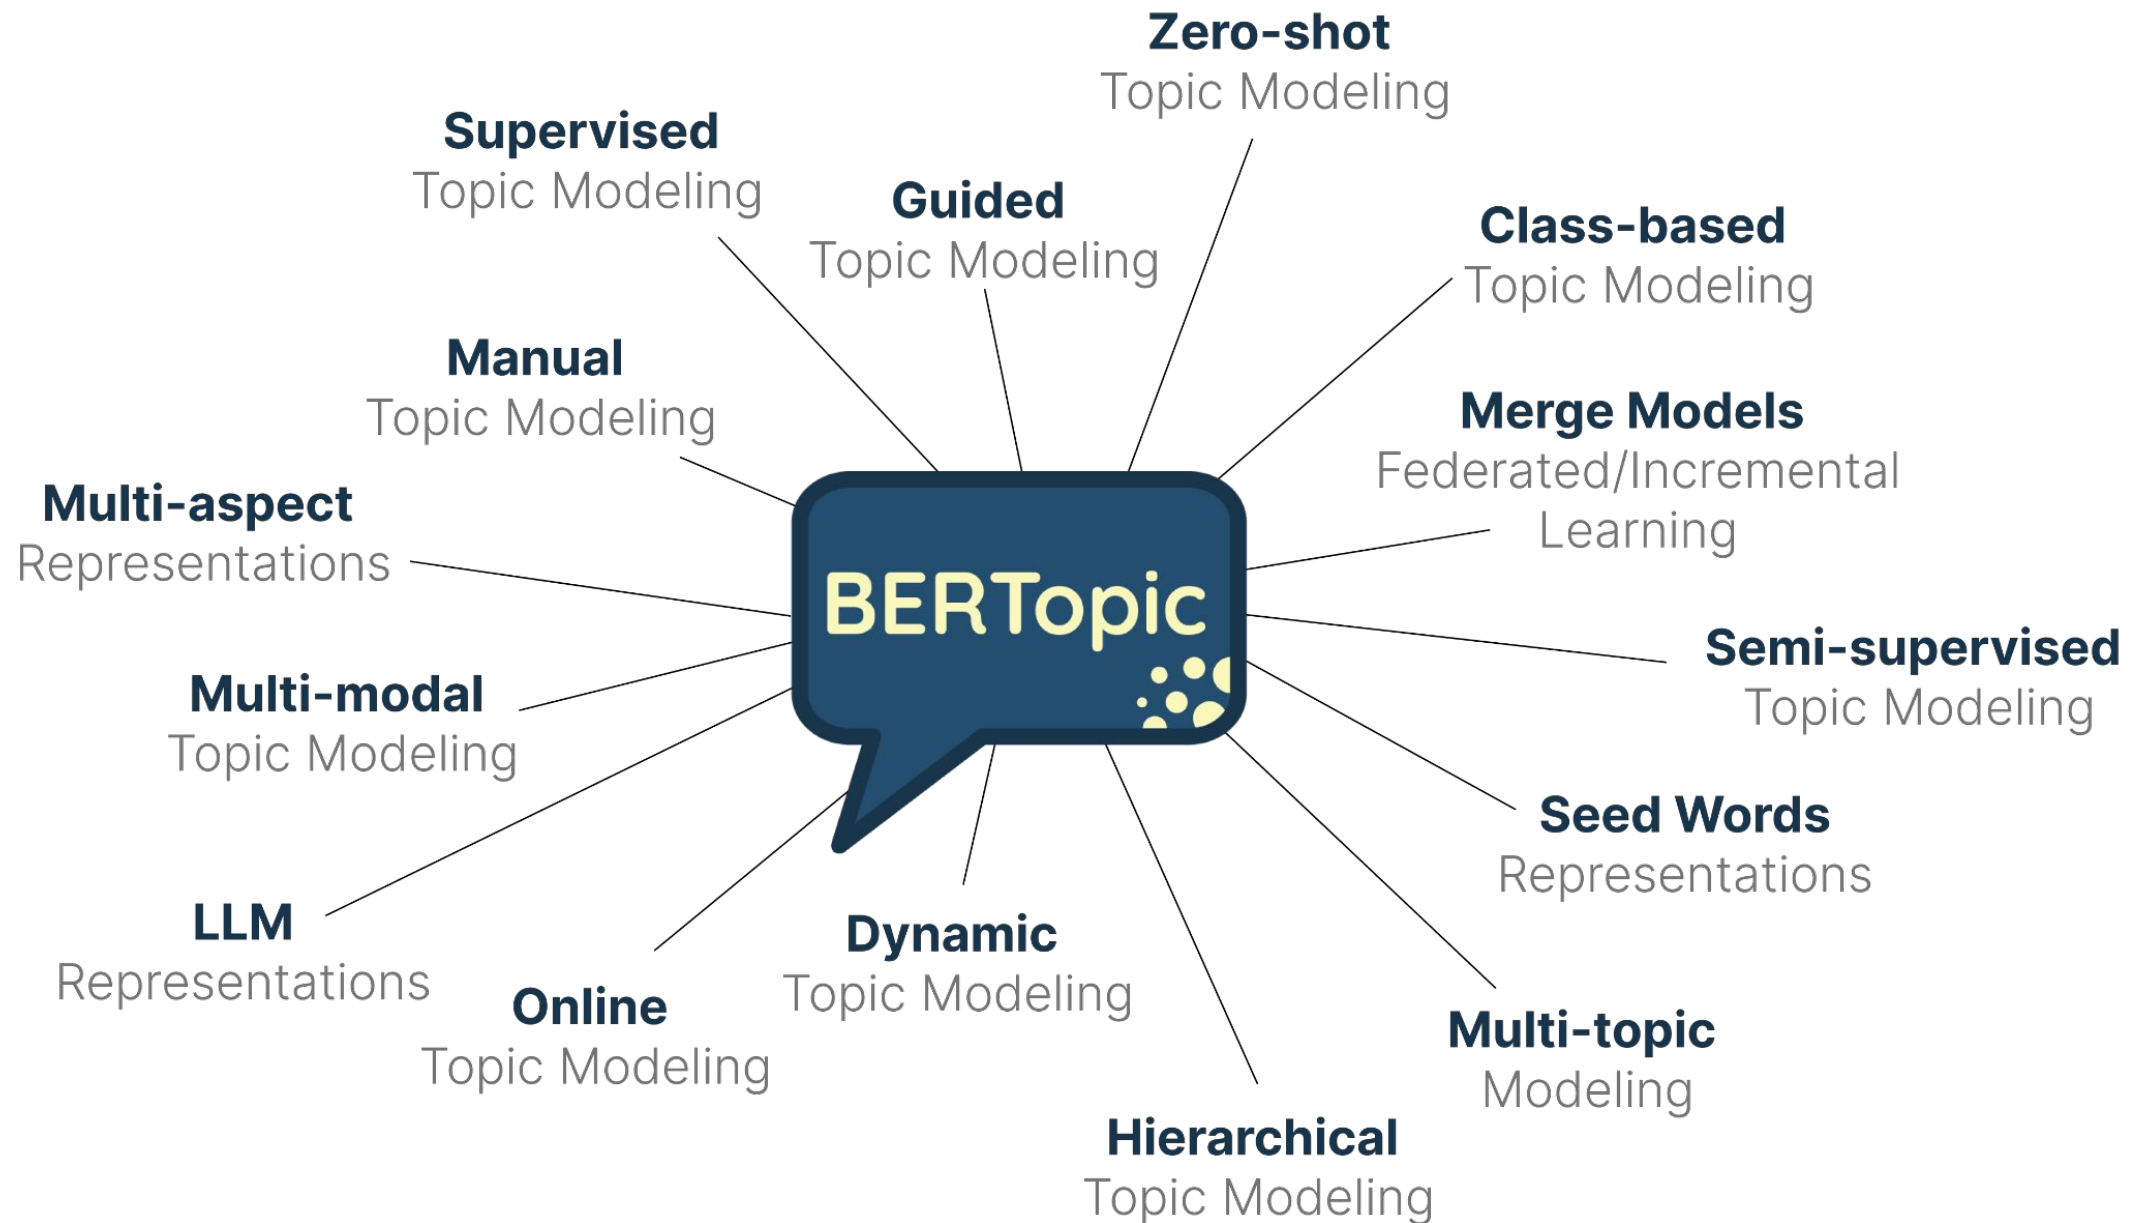 Zero-shot
Topic Modeling
Supervised
Topic Modeling
Guided
Topic Modeling
Class-based
Topic Modeling
Manual
Topic Modeling
Merge Models
Federated/Incremental
Learning
Multi-aspect
Representations
BERTopic
Semi-supervised
Topic Modeling
Multi-modal
Topic Modeling
Seed Words
Representations
LLM
Representations
Dynamic
Topic Modeling
Online
Topic Modeling
Multi-topic
Modeling
Hierarchical
Topic Modeling